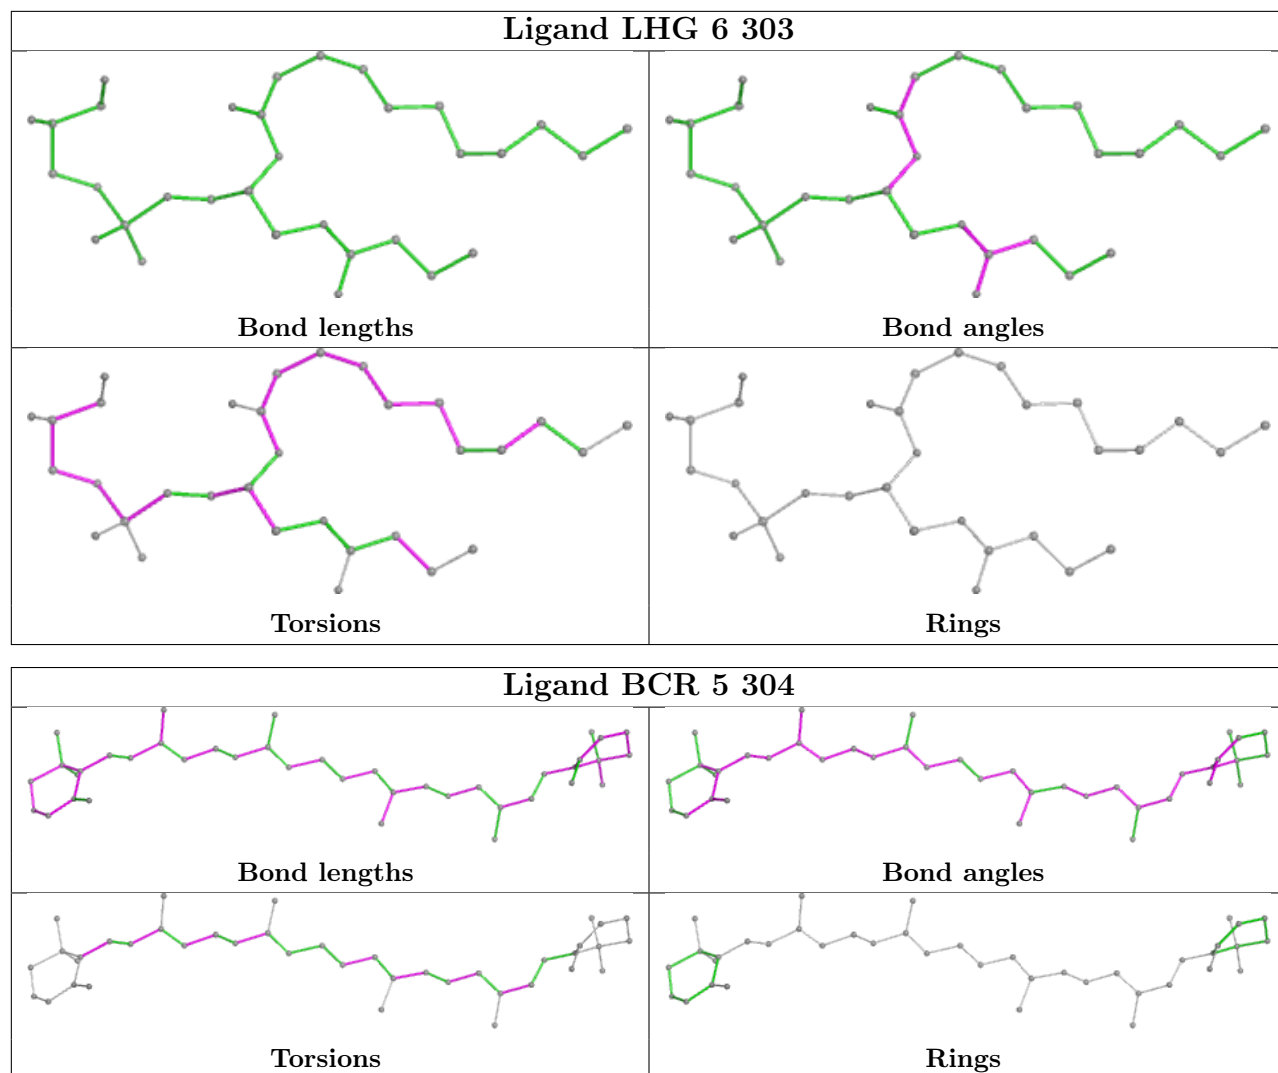 Ligand LHG 6 303
Bond lengths
Bond angles
Torsions
Rings
Ligand BCR 5 304
Bond lengths
Bond angles
Torsions
Rings